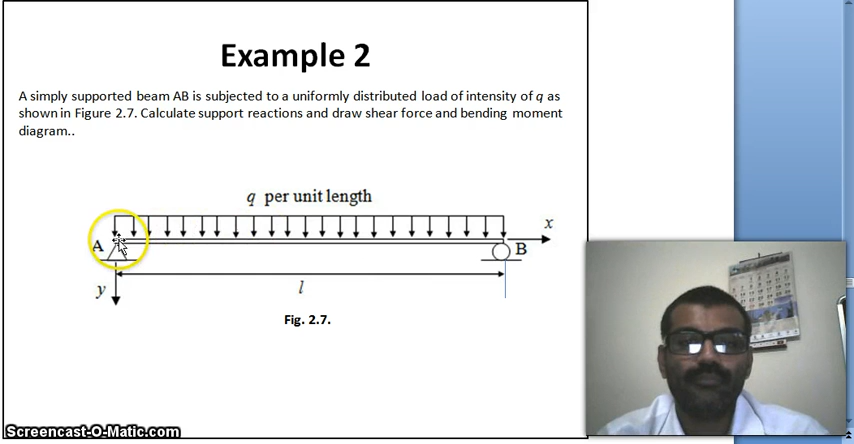 Example 2
A simply supported beam AB is subjected to a uniformly distributed load of intensity of q as
shown in Figure 2.7. Calculate support reactions and draw shear force and bending moment
diagram..
q per unit length
x
A
B
y
l
Fig. 2.7.
Screencast-O-Matic.com